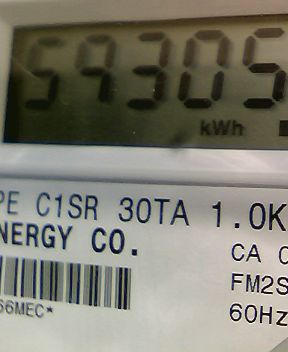 59305
kWh
PE C1SR 30TA 1.0K
NERGY CO.
CA
FM2S
66MEC*
60Hz